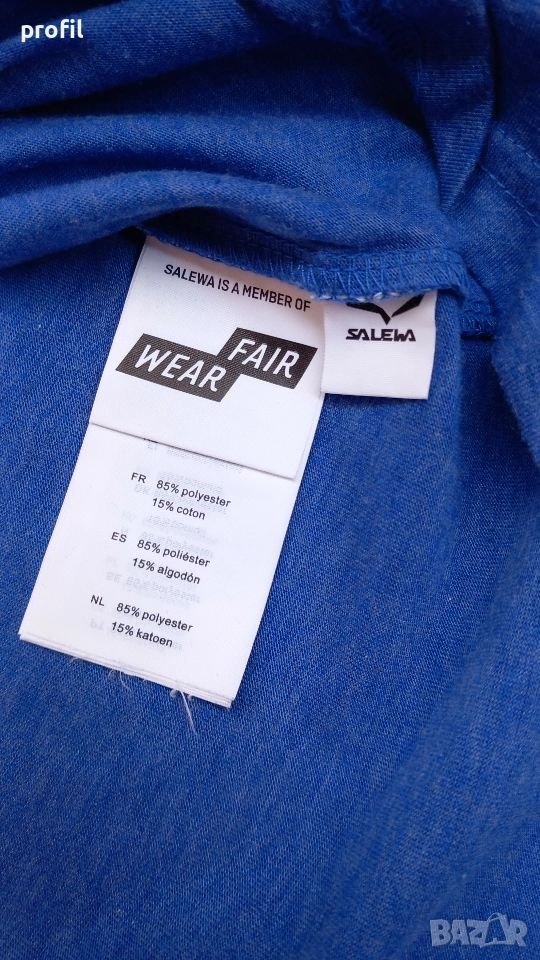 profil
SALEWA IS A MEMBER OF
FAIR
WEAR
SALEWA
FR 85% polyester
15% coton
ES 85% poliéster
15% algodón
NL 85% polyester
15% katoen
BAZAR